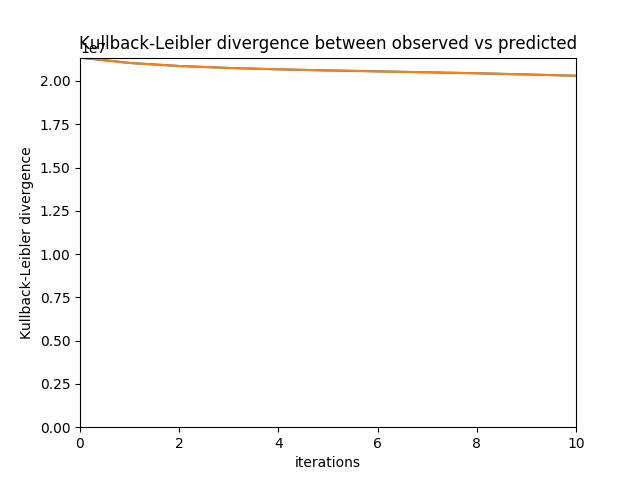 Kullback-Leibler divergence between observed vs predicted
1e7
2.00
1.75
1.50
1.25
1.00
0.75
0.50
0.25
0.00
Kullback-Leibler divergence
0 2 4 6 8 10
iterations